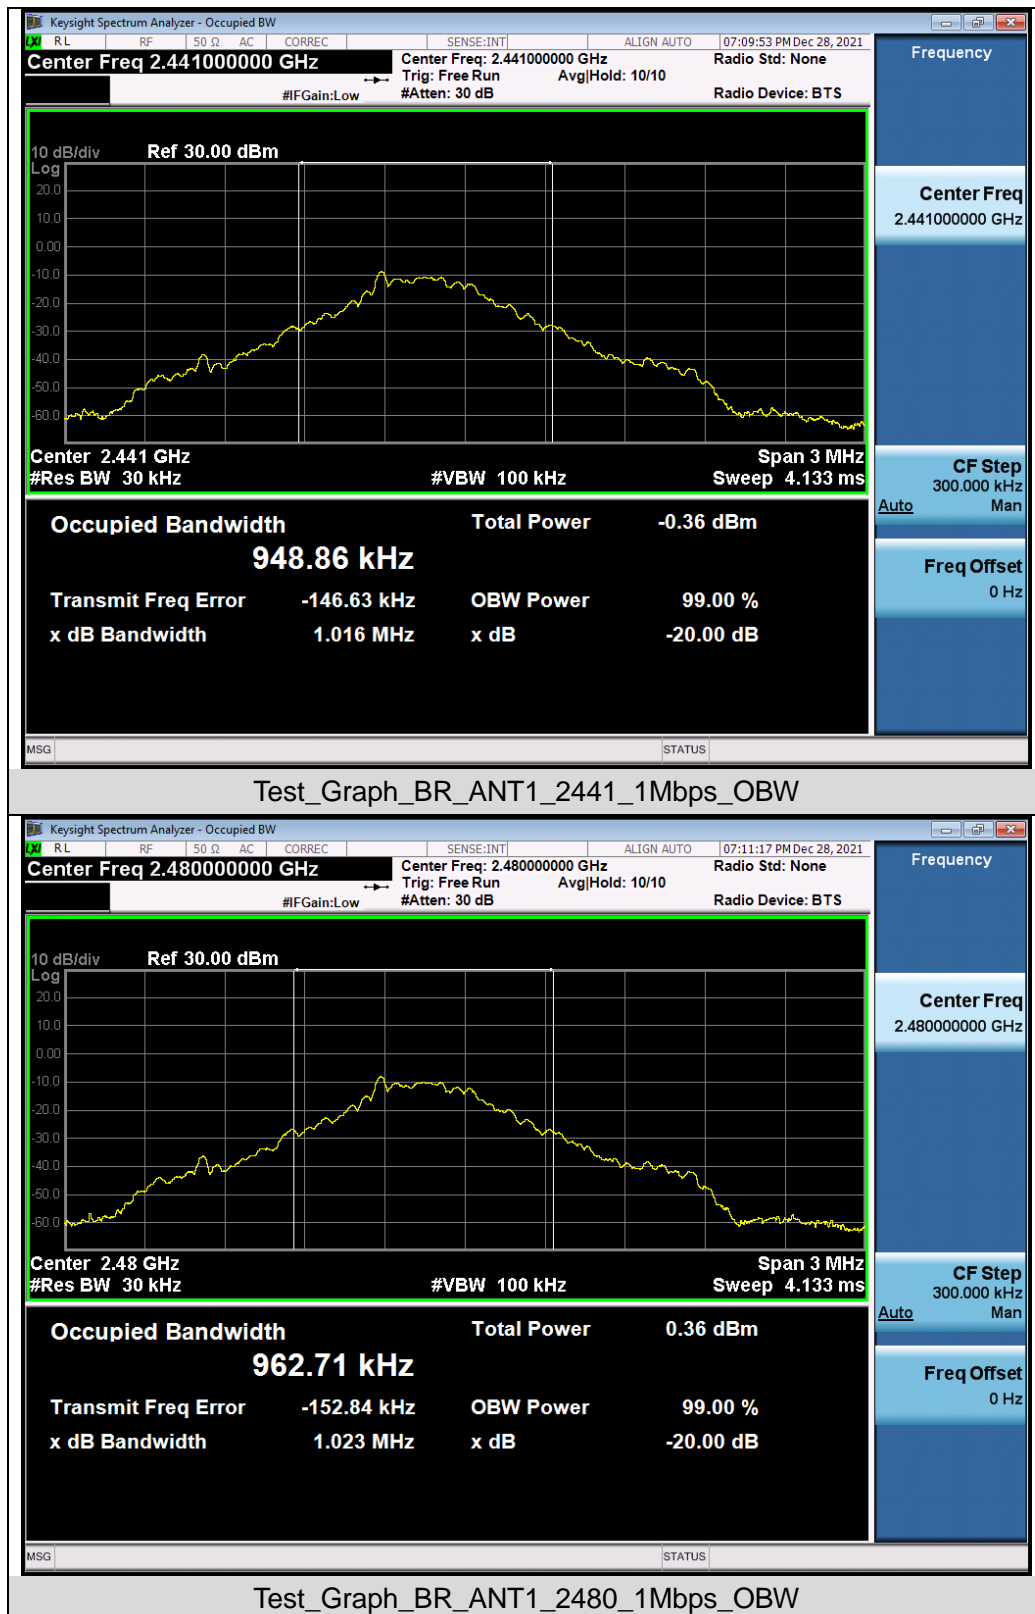 Keysight Spectrum Analyzer - Occupied BW
LXI RL RF 50 Ω AC CORREC SENSE:INT ALIGN AUTO 07:09:53 PM Dec 28, 2021
Center Freq 2.441000000 GHz Center Freq: 2.441000000 GHz Radio Std: None Frequency
Trig: Free Run Avg|Hold: 10/10
#IFGain:Low #Atten: 30 dB Radio Device: BTS
10 dB/div Ref 30.00 dBm
Log
20.0
10.0
0.00
-10.0
-20.0
-30.0
-40.0
-50.0
-60.0
Center Freq
2.441000000 GHz
Center 2.441 GHz Span 3 MHz
#Res BW 30 kHz #VBW 100 kHz Sweep 4.133 ms
CF Step
300.000 kHz
Auto Man
Occupied Bandwidth Total Power -0.36 dBm
948.86 kHz
Transmit Freq Error -146.63 kHz OBW Power 99.00 %
x dB Bandwidth 1.016 MHz x dB -20.00 dB
Freq Offset
0 Hz
MSG STATUS
Test_Graph_BR_ANT1_2441_1Mbps_OBW
Keysight Spectrum Analyzer - Occupied BW
LXI RL RF 50 Ω AC CORREC SENSE:INT ALIGN AUTO 07:11:17 PM Dec 28, 2021
Center Freq 2.480000000 GHz Center Freq: 2.480000000 GHz Radio Std: None Frequency
Trig: Free Run Avg|Hold: 10/10
#IFGain:Low #Atten: 30 dB Radio Device: BTS
10 dB/div Ref 30.00 dBm
Log
20.0
10.0
0.00
-10.0
-20.0
-30.0
-40.0
-50.0
-60.0
Center Freq
2.480000000 GHz
Center 2.48 GHz Span 3 MHz
#Res BW 30 kHz #VBW 100 kHz Sweep 4.133 ms
CF Step
300.000 kHz
Auto Man
Occupied Bandwidth Total Power 0.36 dBm
962.71 kHz
Transmit Freq Error -152.84 kHz OBW Power 99.00 %
x dB Bandwidth 1.023 MHz x dB -20.00 dB
Freq Offset
0 Hz
MSG STATUS
Test_Graph_BR_ANT1_2480_1Mbps_OBW